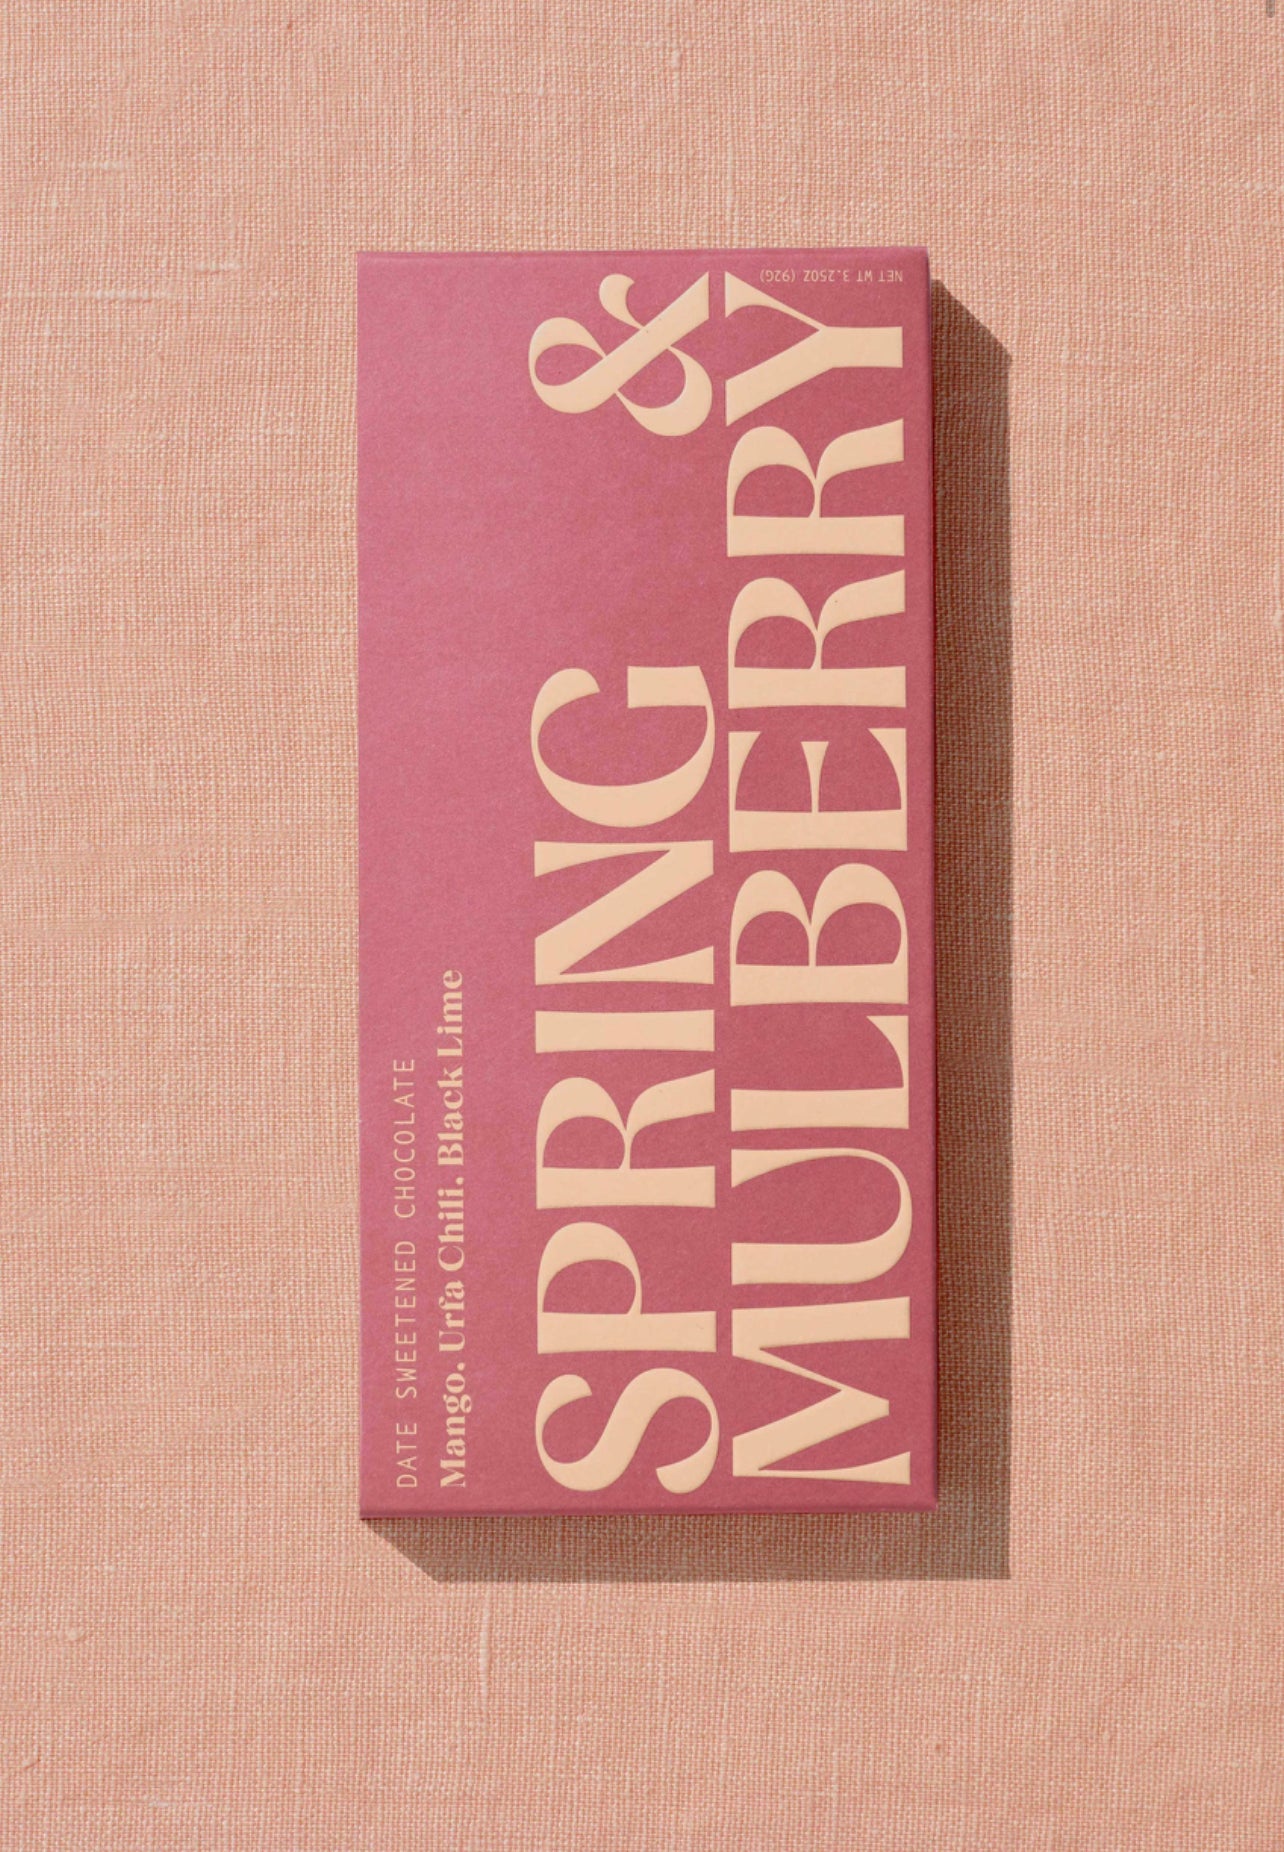 DATE SWEETENED CHOCOLATE
Mango, Urfa Chili, Black Lime
SPRING &
MULBERRY
NET WT 3.25OZ (92G)